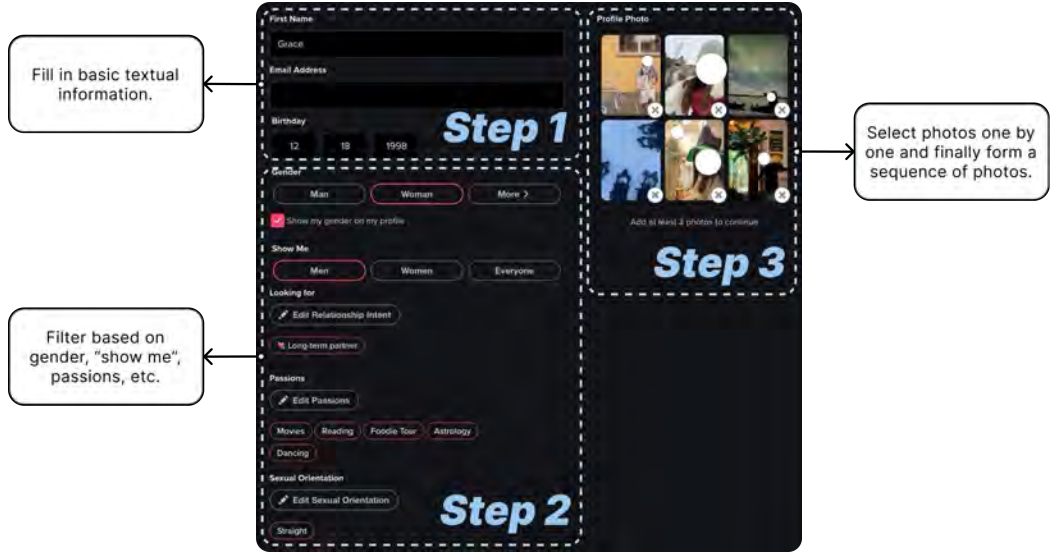 Fill in basic textual
information.
Filter based on
gender, “show me“,
passions, etc.
First Name
Grace
Email Address
Birthday
12 18 1998
Step 1
Gender
Man Woman More >
Show my gender on my profile
Show Me
Men Women Everyone
Looking for
Edit Relationship Intent
Long-term partner
Passions
Edit Passions
Movies Reading Foodie Tour Astrology
Dancing
Sexual Orientation
Edit Sexual Orientation
Straight
Step 2
Profile Photo
Add at least 3 photos to continue
Step 3
Select photos one by
one and finally form a
sequence of photos.